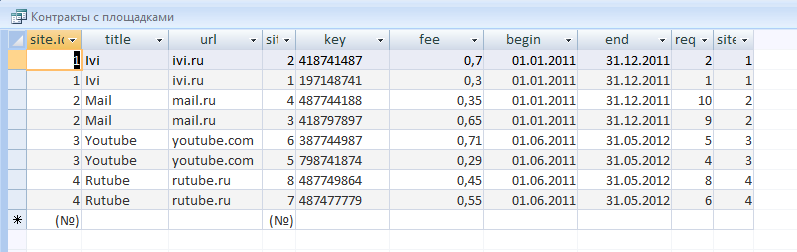 Контракты с площадками
site.ic title url sit key fee begin end req site
1 Ivi ivi.ru 2 418741487 0,7 01.01.2011 31.12.2011 2 1
1 Ivi ivi.ru 1 197148741 0,3 01.01.2011 31.12.2011 1 1
2 Mail mail.ru 4 487744188 0,35 01.01.2011 31.12.2011 10 2
2 Mail mail.ru 3 418797897 0,65 01.01.2011 31.12.2011 9 2
3 Youtube youtube.com 6 387744987 0,71 01.06.2011 31.05.2012 5 3
3 Youtube youtube.com 5 798741874 0,29 01.06.2011 31.05.2012 4 3
4 Rutube rutube.ru 8 487749864 0,45 01.06.2011 31.05.2012 8 4
4 Rutube rutube.ru 7 487477779 0,55 01.06.2011 31.05.2012 6 4
* (№) (№)